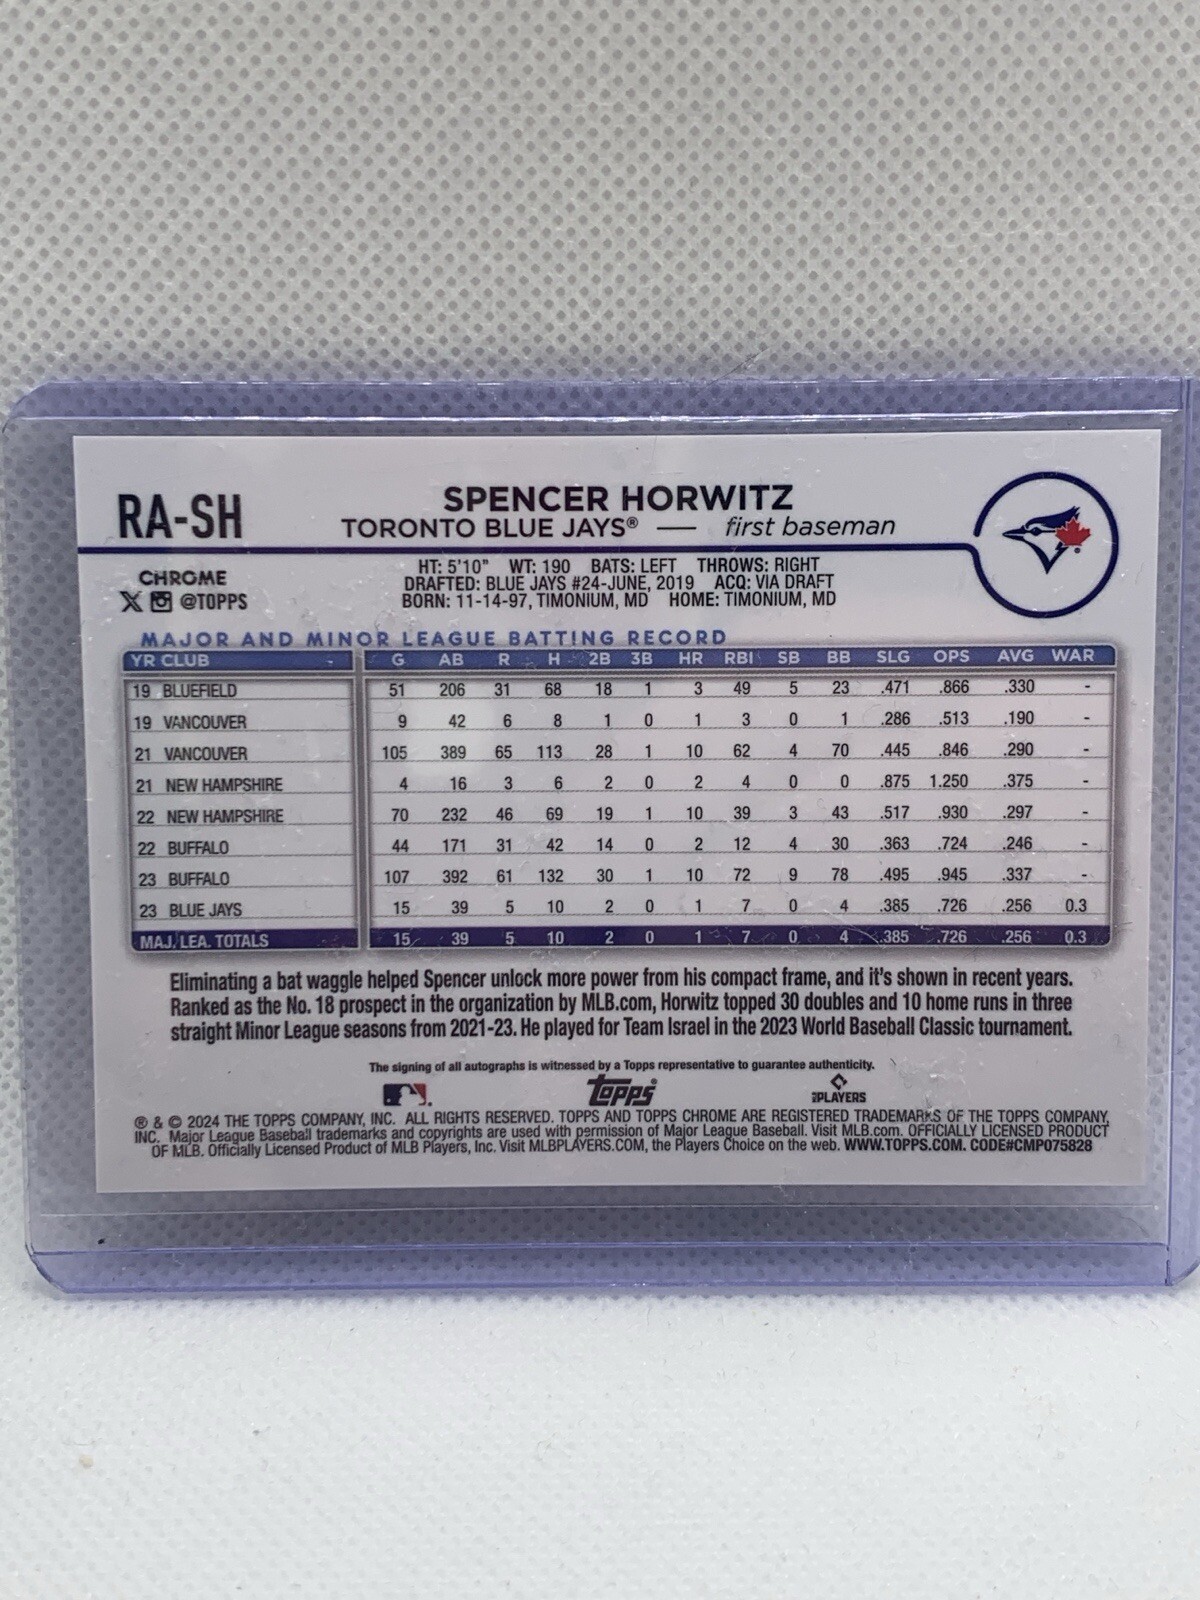 RA-SH
SPENCER HORWITZ
TORONTO BLUE JAYS® — first baseman
CHROME
@TOPPS
HT: 5'10" WT: 190 BATS: LEFT THROWS: RIGHT
DRAFTED: BLUE JAYS #24-JUNE, 2019 ACQ: VIA DRAFT
BORN: 11-14-97, TIMONIUM, MD HOME: TIMONIUM, MD
MAJOR AND MINOR LEAGUE BATTING RECORD
YR CLUB G AB R H 2B 3B HR RBI SB BB SLG OPS AVG WAR
19 BLUEFIELD 51 206 31 68 18 1 3 49 5 23 .471 .866 .330 -
19 VANCOUVER 9 42 6 8 1 0 1 3 0 1 .286 .513 .190 -
21 VANCOUVER 105 389 65 113 28 1 10 62 4 70 .445 .846 .290 -
21 NEW HAMPSHIRE 4 16 3 6 2 0 2 4 0 0 .875 1.250 .375 -
22 NEW HAMPSHIRE 70 232 46 69 19 1 10 39 3 43 .517 .930 .297 -
22 BUFFALO 44 171 31 42 14 0 2 12 4 30 .363 .724 .246 -
23 BUFFALO 107 392 61 132 30 1 10 72 9 78 .495 .945 .337 -
23 BLUE JAYS 15 39 5 10 2 0 1 7 0 4 .385 .726 .256 0.3
MAJ. LEA. TOTALS 15 39 5 10 2 0 1 7 0 4 .385 .726 .256 0.3
Eliminating a bat waggle helped Spencer unlock more power from his compact frame, and it's shown in recent years.
Ranked as the No. 18 prospect in the organization by MLB.com, Horwitz topped 30 doubles and 10 home runs in three
straight Minor League seasons from 2021-23. He played for Team Israel in the 2023 World Baseball Classic tournament.
The signing of all autographs is witnessed by a Topps representative to guarantee authenticity.
Topps
PLAYERS
® & © 2024 THE TOPPS COMPANY, INC. ALL RIGHTS RESERVED. TOPPS AND TOPPS CHROME ARE REGISTERED TRADEMARKS OF THE TOPPS COMPANY,
INC. Major League Baseball trademarks and copyrights are used with permission of Major League Baseball. Visit MLB.com. OFFICIALLY LICENSED PRODUCT
OF MLB. Officially Licensed Product of MLB Players, Inc. Visit MLBPLAYERS.COM, the Players Choice on the web. WWW.TOPPS.COM. CODE#CMP075828